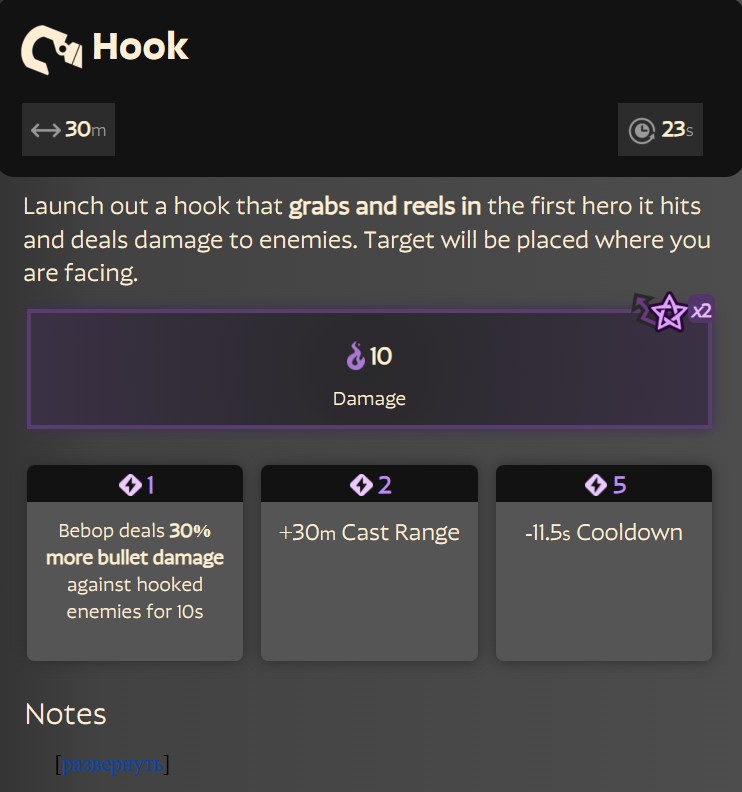 Hook
30m
23s
Launch out a hook that grabs and reels in the first hero it hits
and deals damage to enemies. Target will be placed where you
are facing.
x2
10
Damage
1
Bebop deals 30%
more bullet damage
against hooked
enemies for 10s
2
+30m Cast Range
5
-11.5s Cooldown
Notes
[развернуть]